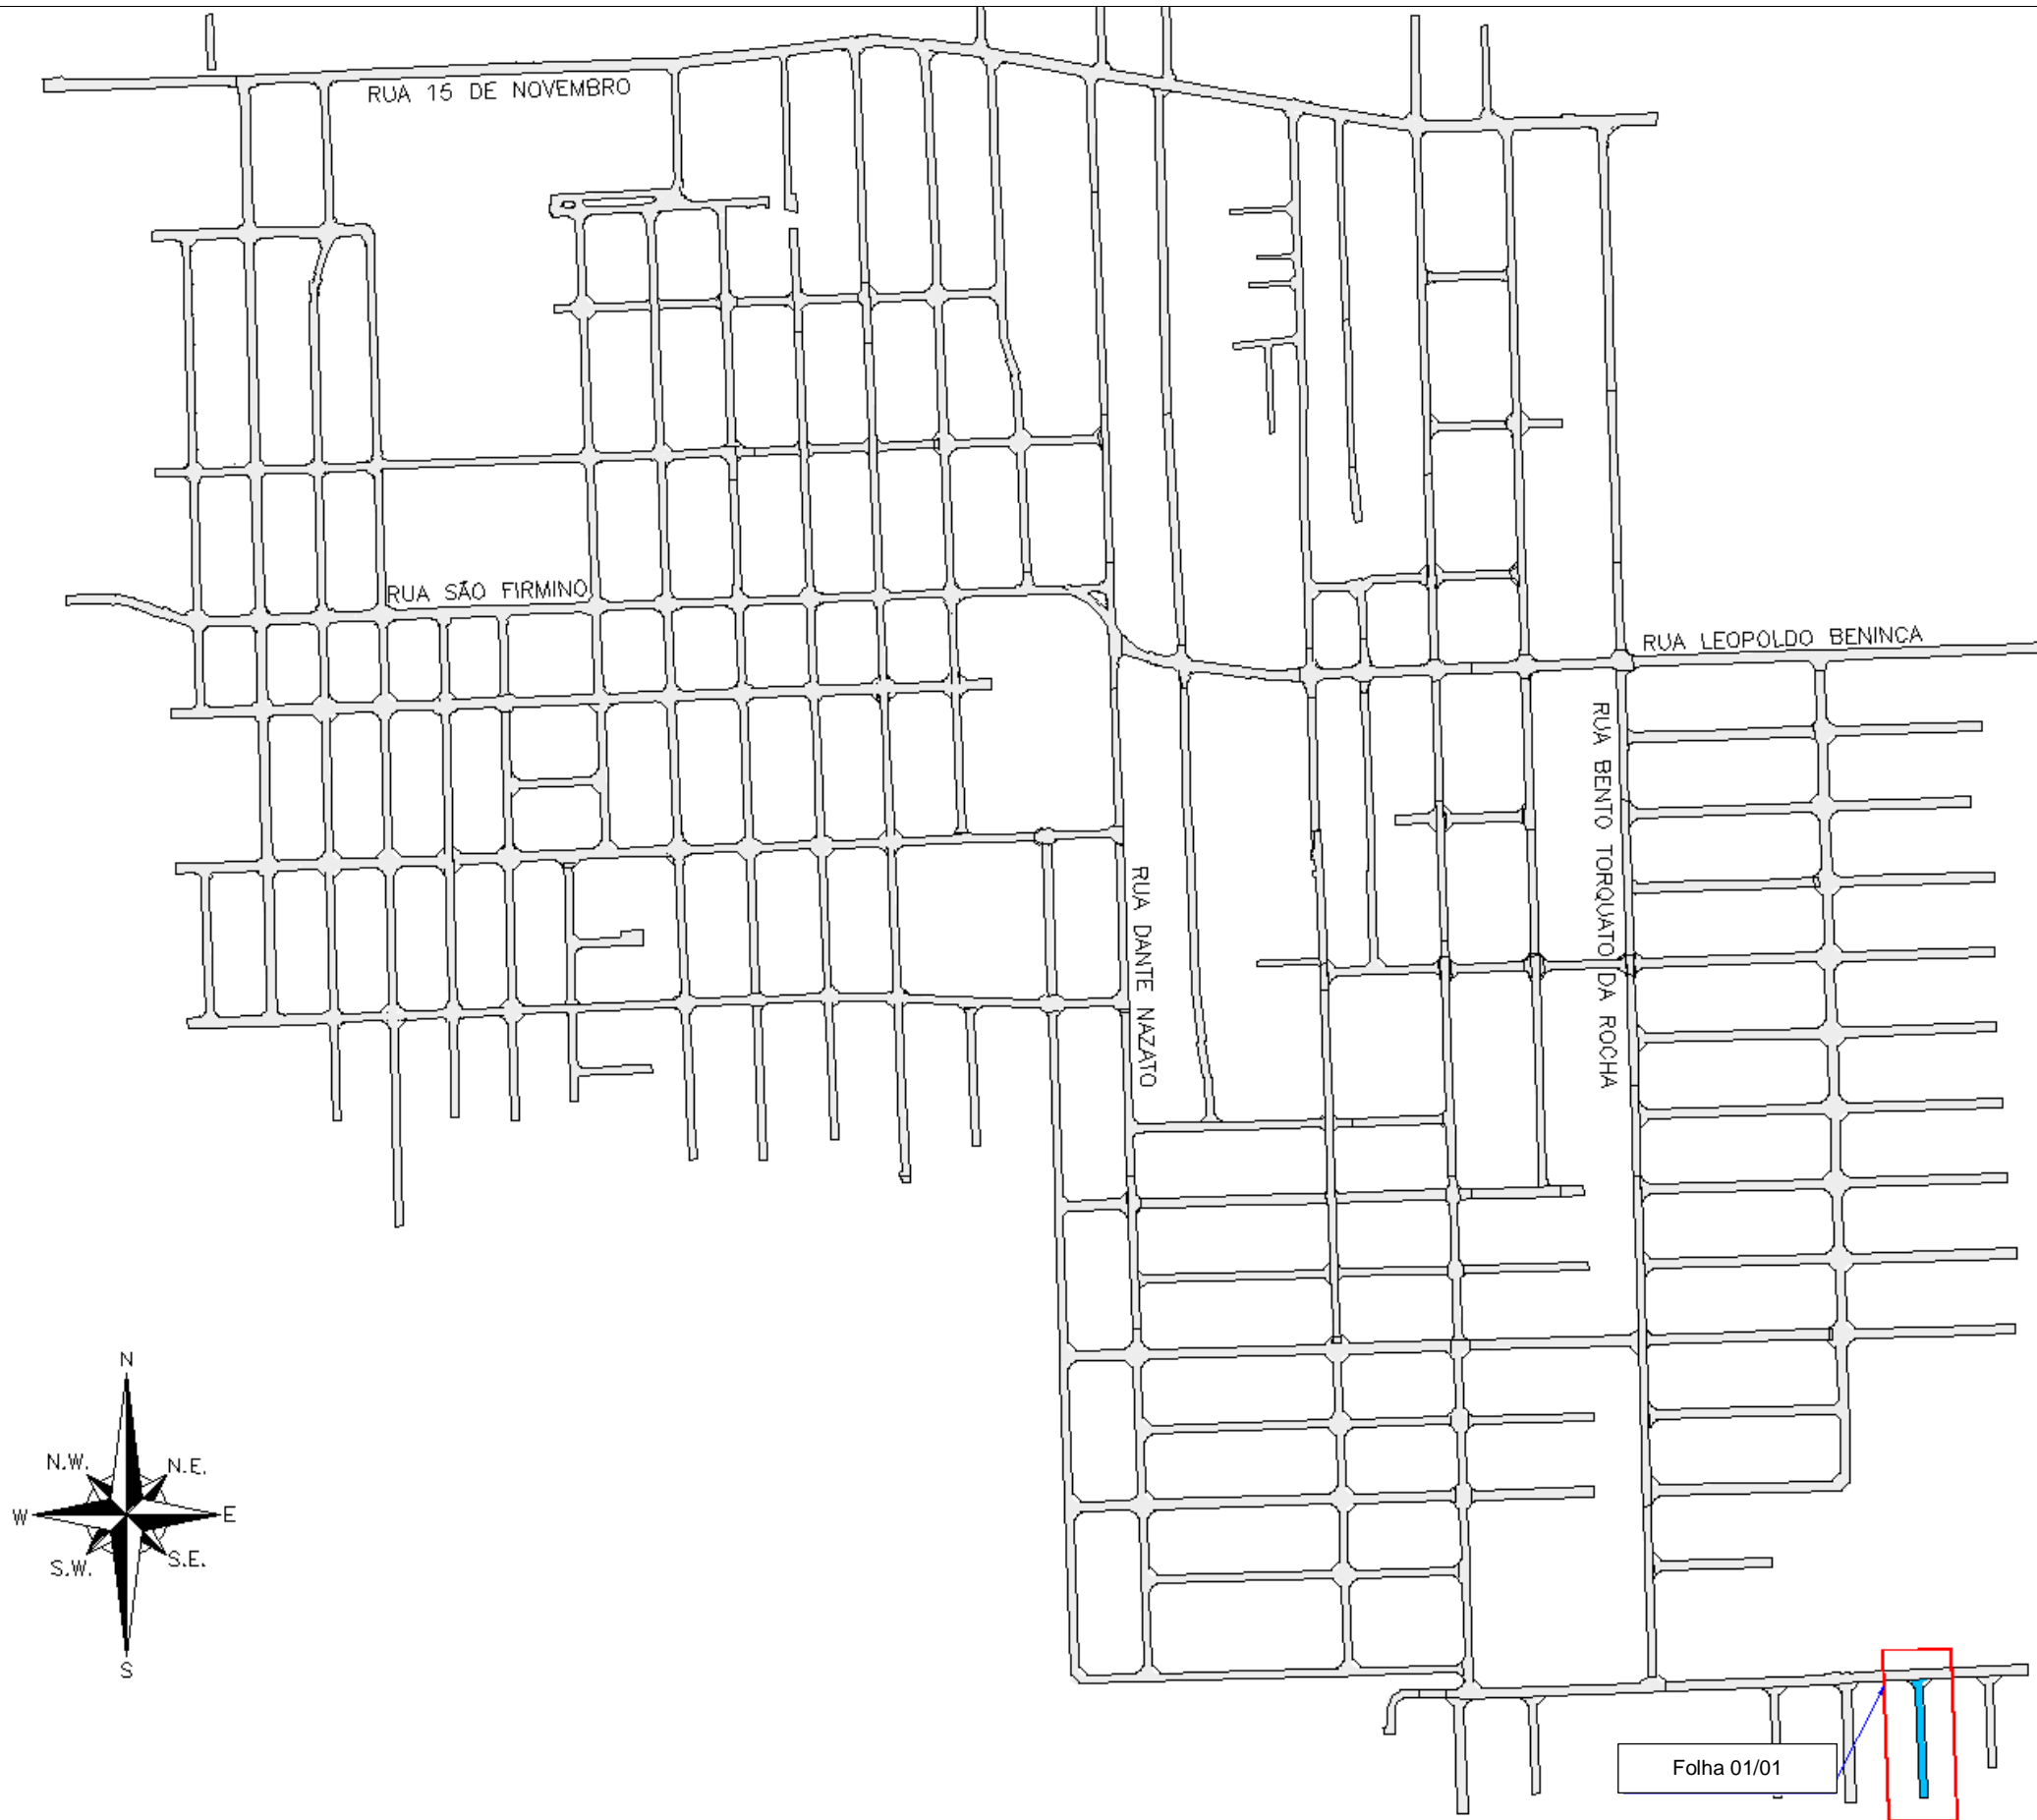 RUA 15 DE NOVEMBRO
RUA SÃO FIRMINO
RUA LEOPOLDO BENINCA
RUA BENTO TORQUATO DA ROCHA
RUA DANTE NAZATO
N
N.W.
N.E.
W
E
S.W.
S.E.
S
Folha 01/01